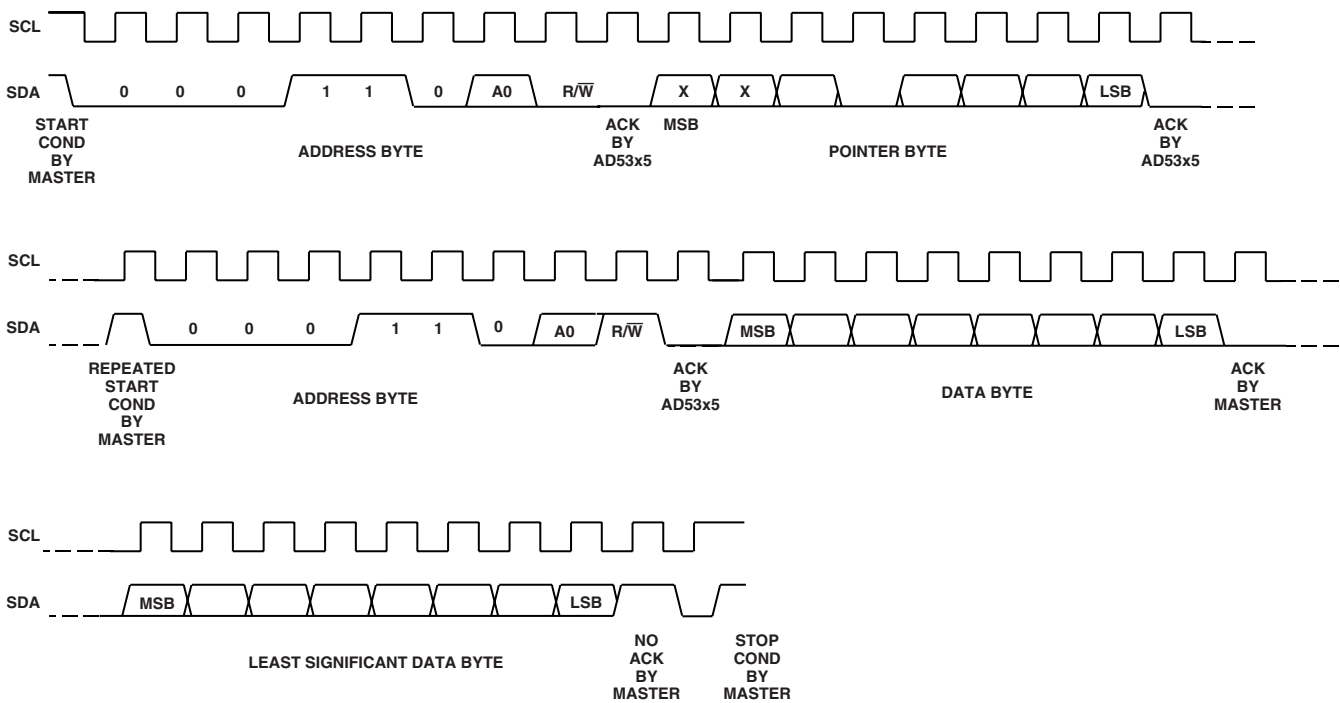 SCL
SDA 0 0 0 1 1 0 A0 R/W̅ X X LSB
START COND BY MASTER
ADDRESS BYTE
ACK BY AD53x5
MSB
POINTER BYTE
ACK BY AD53x5
SCL
SDA 0 0 0 1 1 0 A0 R/W̅ MSB LSB
REPEATED START COND BY MASTER
ADDRESS BYTE
ACK BY AD53x5
DATA BYTE
ACK BY MASTER
SCL
SDA MSB LSB
LEAST SIGNIFICANT DATA BYTE
NO ACK BY MASTER
STOP COND BY MASTER